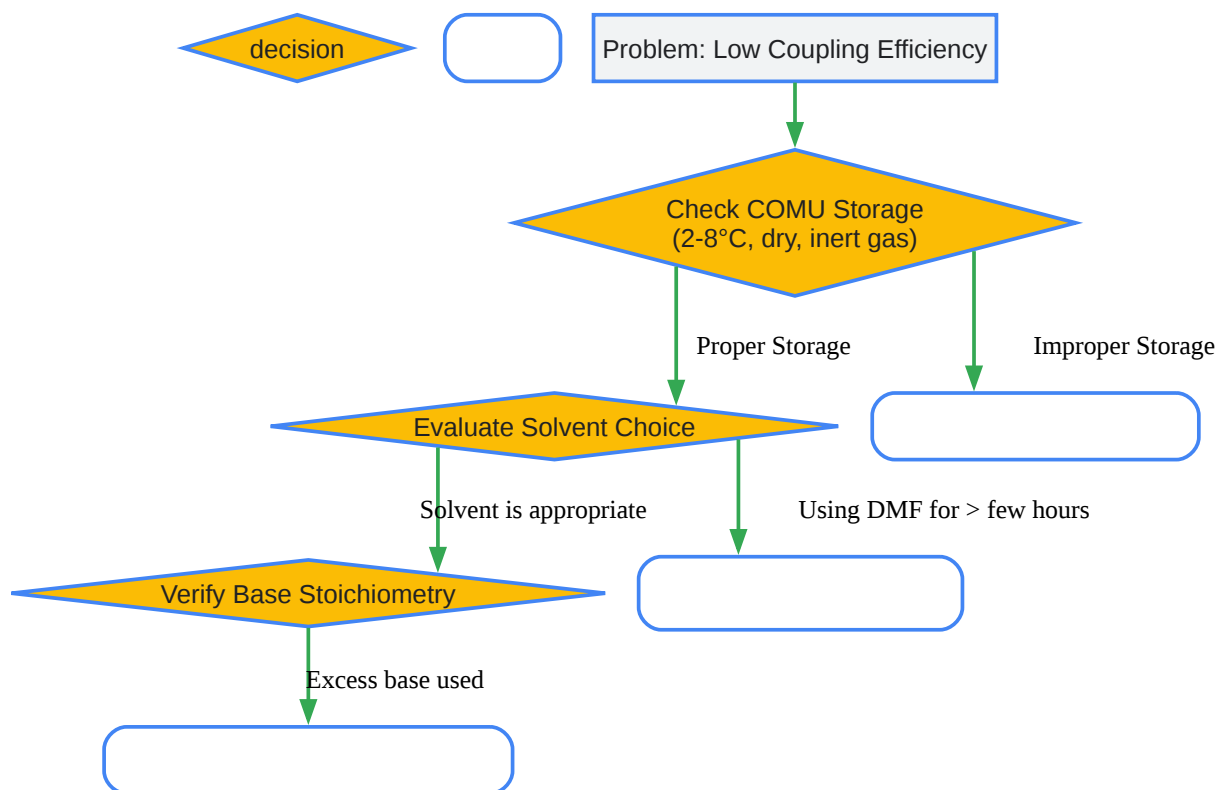 decision
Problem: Low Coupling Efficiency
Check COMU Storage
(2-8°C, dry, inert gas)
Proper Storage
Improper Storage
Evaluate Solvent Choice
Solvent is appropriate
Using DMF for > few hours
Verify Base Stoichiometry
Excess base used